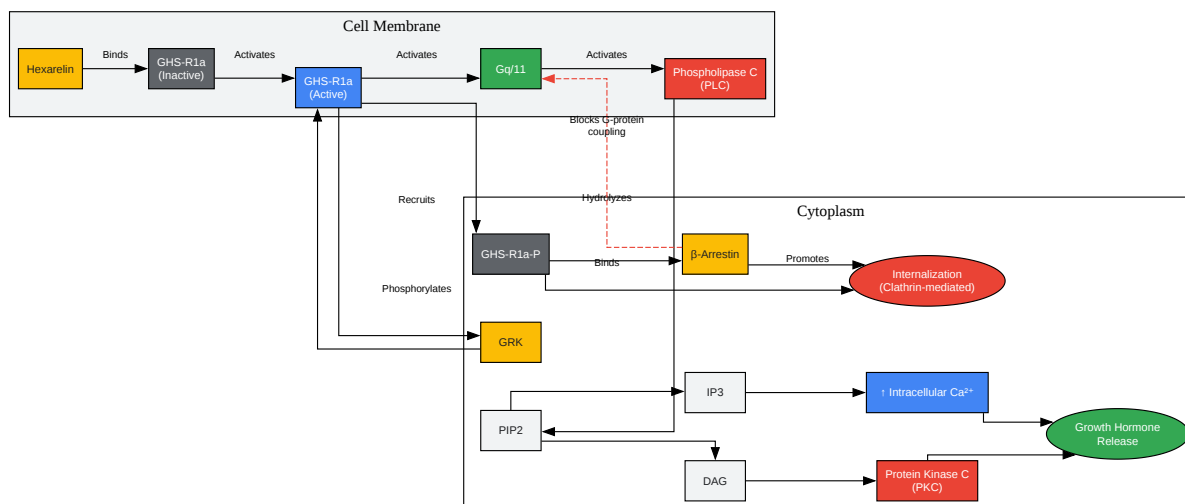 Cell Membrane
Hexarelin
Binds
GHS-R1a
(Inactive)
Activates
GHS-R1a
(Active)
Activates
Gq/11
Activates
Phospholipase C
(PLC)
Blocks G-protein
coupling
Recruits
Hydrolyzes
Cytoplasm
GHS-R1a-P
Binds
β-Arrestin
Promotes
Internalization
(Clathrin-mediated)
Phosphorylates
GRK
IP3
↑ Intracellular Ca²⁺
PIP2
Growth Hormone
Release
DAG
Protein Kinase C
(PKC)